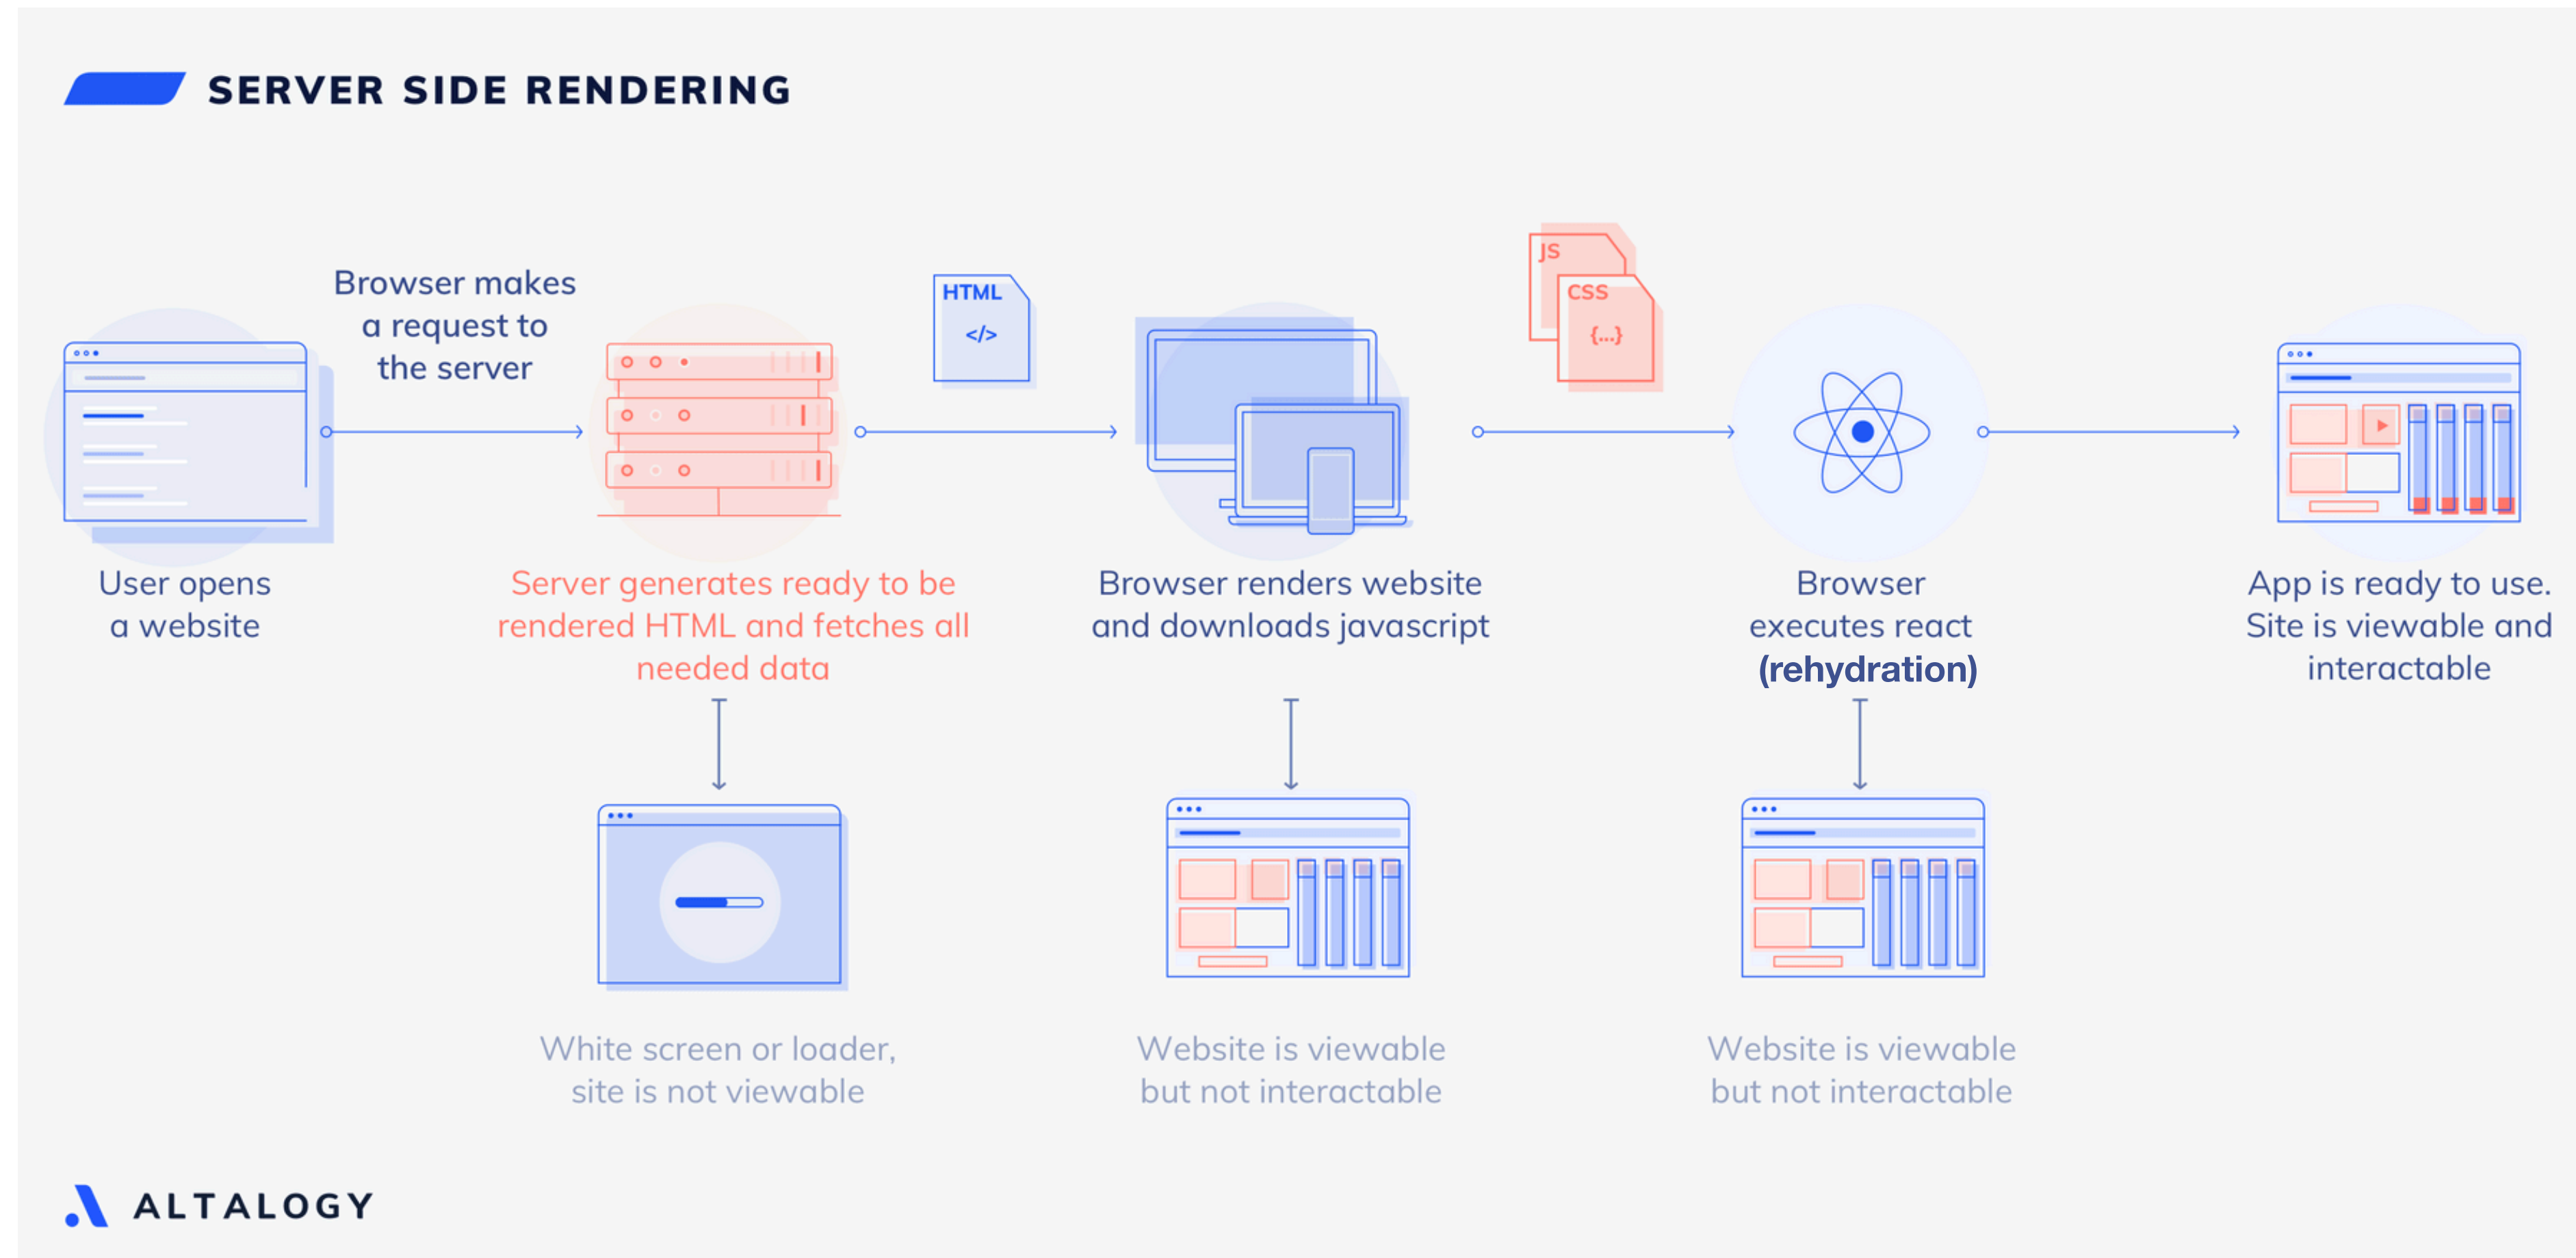 SERVER SIDE RENDERING
Browser makes
a request to
the server
HTML
</>
JS
CSS
{...}
User opens
a website
Server generates ready to be
rendered HTML and fetches all
needed data
Browser renders website
and downloads javascript
Browser
executes react
(rehydration)
App is ready to use.
Site is viewable and
interactable
White screen or loader,
site is not viewable
Website is viewable
but not interactable
Website is viewable
but not interactable
ALTALOGY